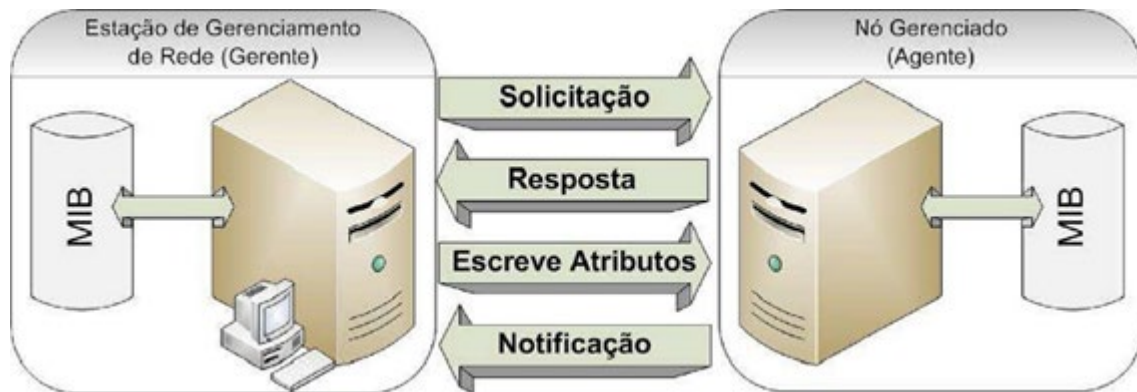 Estação de Gerenciamento
de Rede (Gerente)
MIB
Solicitação
Resposta
Escreve Atributos
Notificação
Nó Gerenciado
(Agente)
MIB